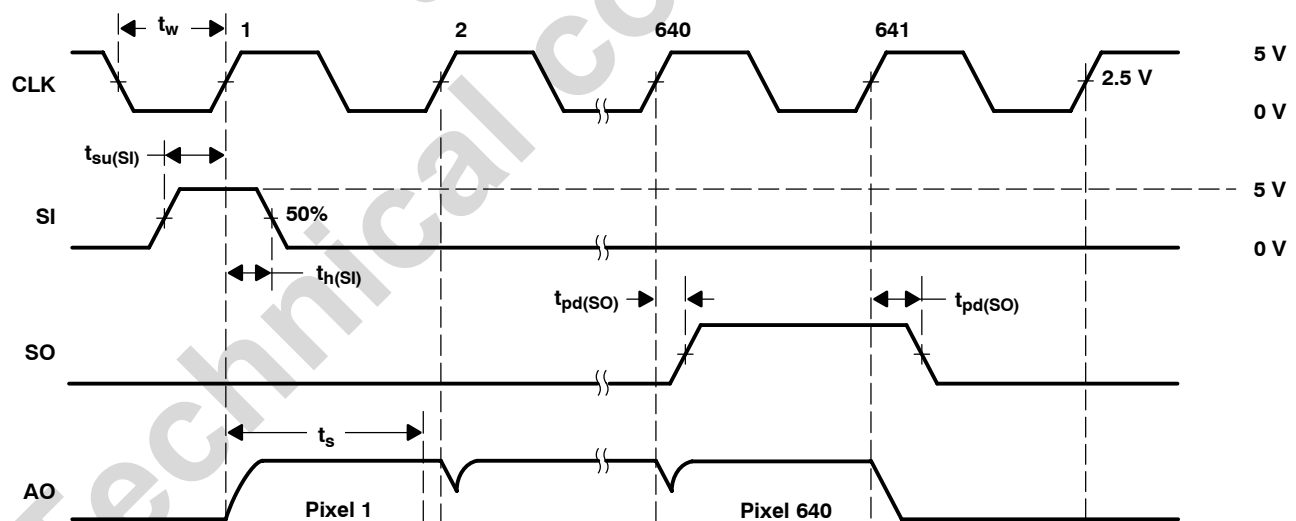 tw 1 2 640 641 5 V
CLK 2.5 V
0 V
tsu(SI)
5 V
SI 50%
0 V
th(SI)
tpd(SO) tpd(SO)
SO
ts
AO
Pixel 1 Pixel 640